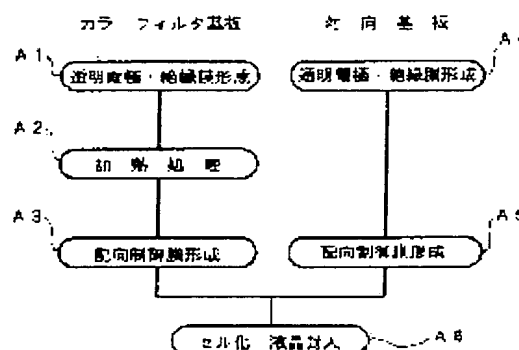 カラーフィルタ基板
対向基板
A1
透明電極・絶縁膜形成
透明電極・絶縁膜形成
A2
加熱処理
A3
配向制御膜形成
配向制御膜形成
A5
セル化 液晶封入
A6